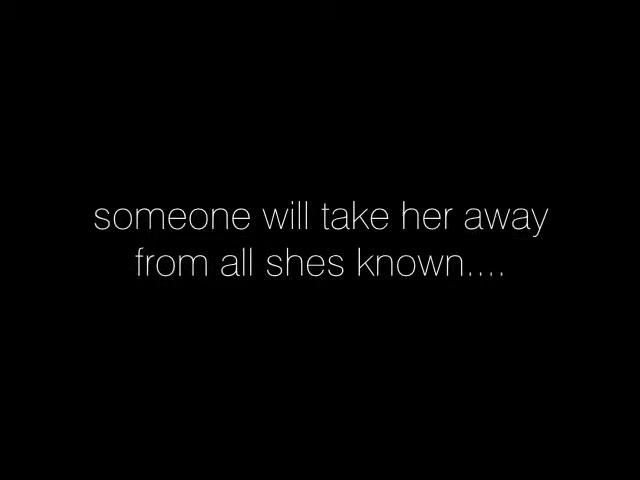 someone will take her away
from all shes known....